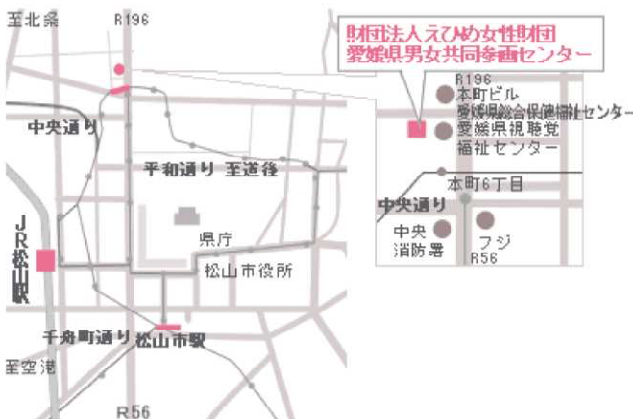 至北条
R196
財団法人えひめ女性財団
愛媛県男女共同参画センター
R196
本町ビル
愛媛県総合保健福祉センター
愛媛県視聴覚
福祉センター
本町6丁目
中央通り
中央
消防署
フジ
R56
中央通り
平和通り
至道後
県庁
松山市役所
JR松山駅
千舟町通り
松山市駅
至空港
R56